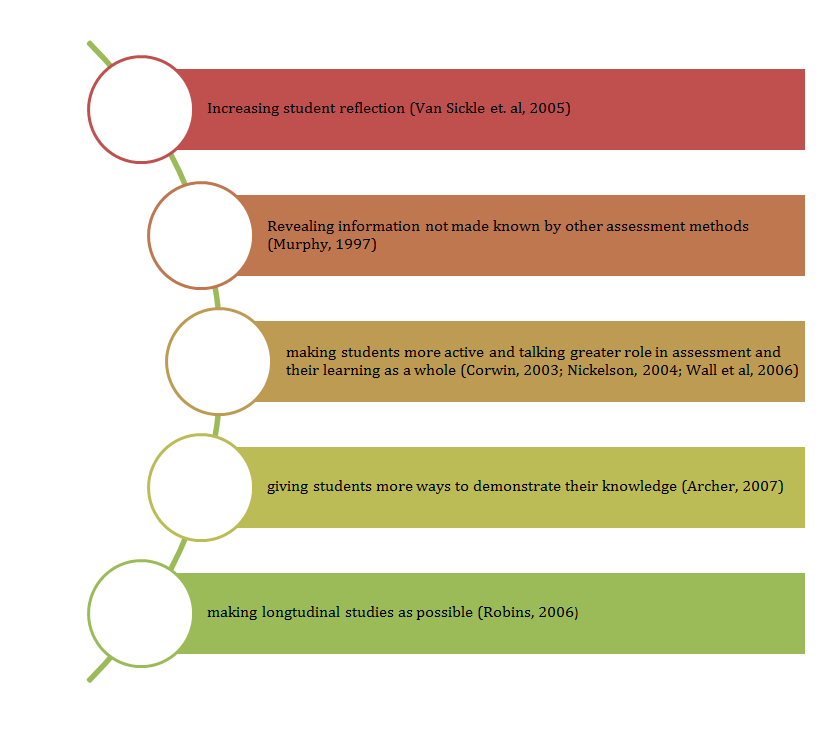 Increasing student reflection (Van Sickle et. al, 2005)
Revealing information not made known by other assessment methods
(Murphy, 1997)
making students more active and talking greater role in assessment and
their learning as a whole (Corwin, 2003; Nickelson, 2004; Wall et al, 2006)
giving students more ways to demonstrate their knowledge (Archer, 2007)
making longtudinal studies as possible (Robins, 2006)